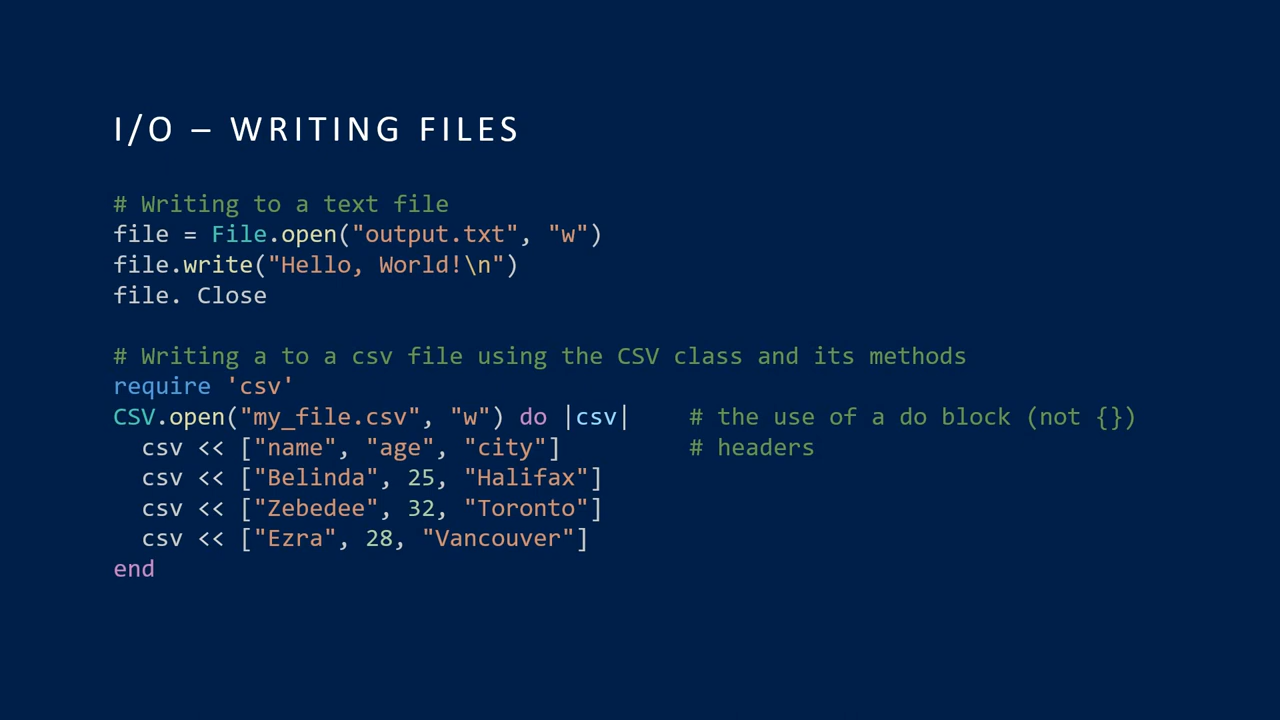 I/O – WRITING FILES
# Writing to a text file
file = File.open("output.txt", "w")
file.write("Hello, World!\n")
file. Close
# Writing a to a csv file using the CSV class and its methods
require 'csv'
CSV.open("my_file.csv", "w") do |csv|    # the use of a do block (not {})
  csv << ["name", "age", "city"]         # headers
  csv << ["Belinda", 25, "Halifax"]
  csv << ["Zebedee", 32, "Toronto"]
  csv << ["Ezra", 28, "Vancouver"]
end